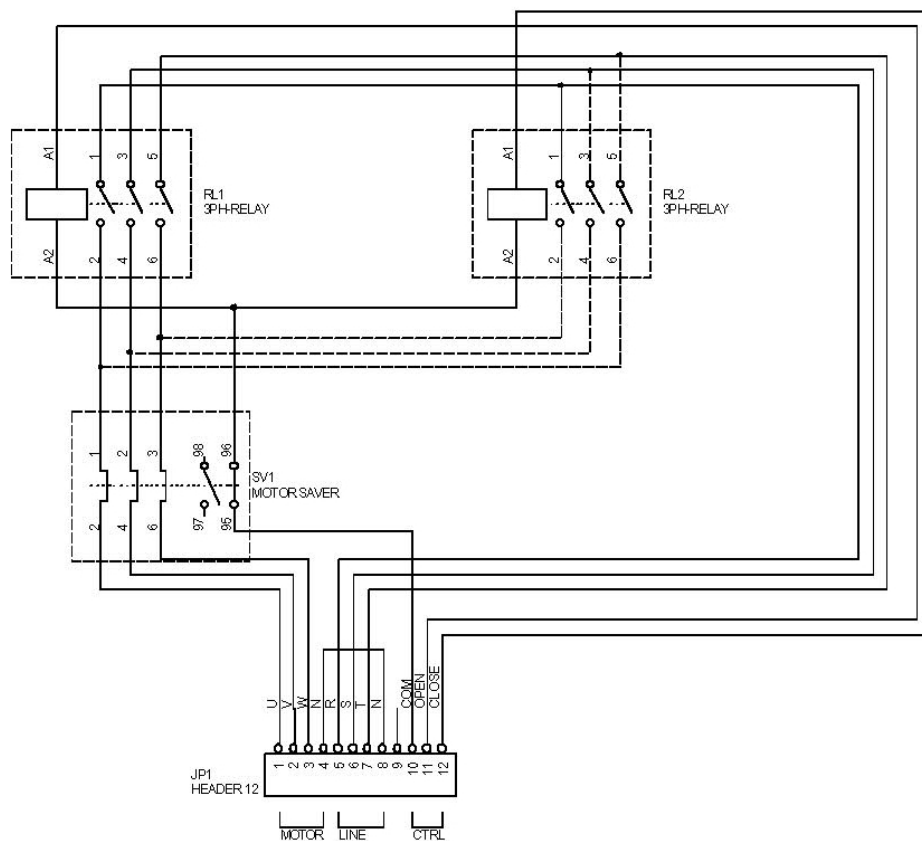 A1 1 3 5
A1 1 3 5
RL1
3PH-RELAY
RL2
3PH-RELAY
A2 2 4 6
A2 2 4 6
1 2 3 98 96
SV1
MOTOR SAVER
2 4 6 97 95
U V W N R S T N COM OPEN CLOSE
JP1
HEADER 12
1 2 3 4 5 6 7 8 9 10 11 12
MOTOR LINE CTRL